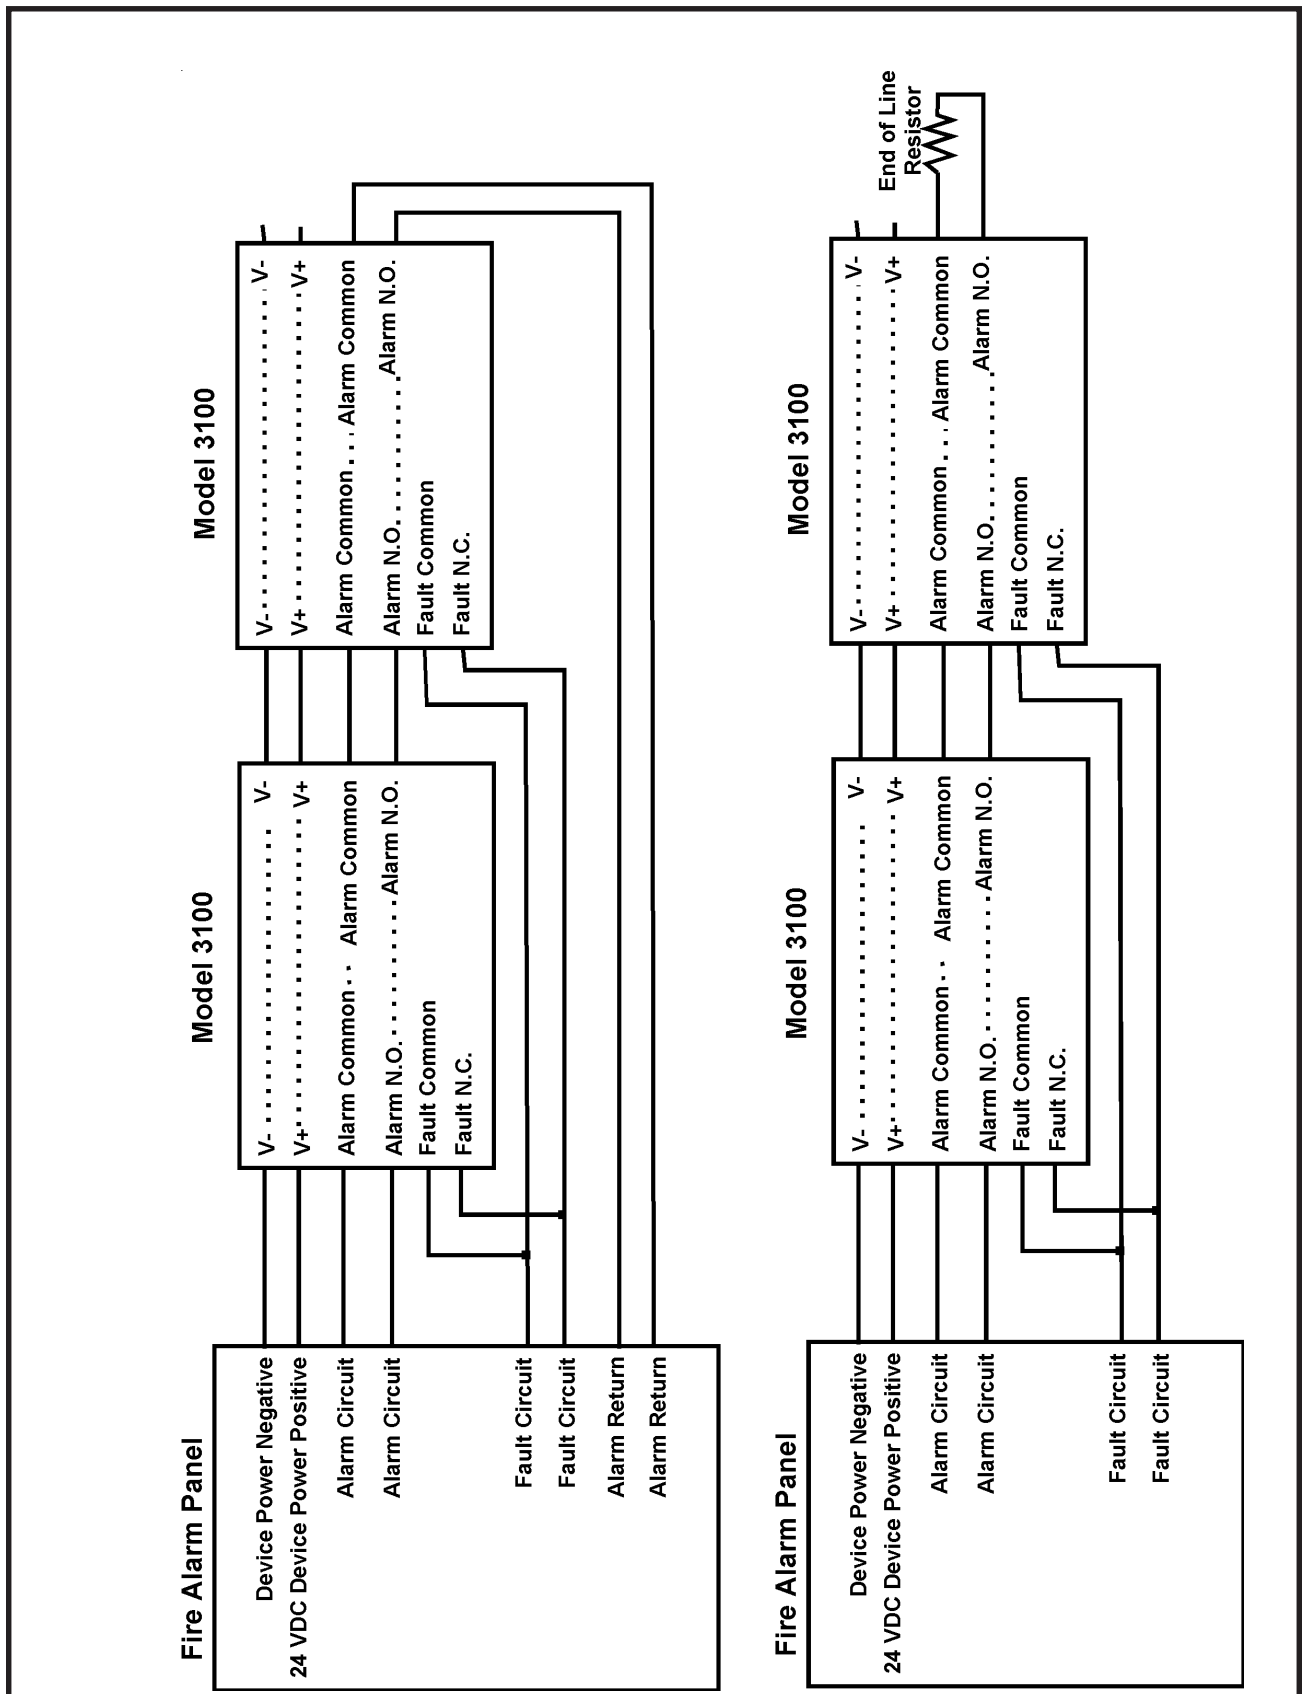 Fire Alarm Panel
Model 3100
Model 3100
Device Power Negative
24 VDC Device Power Positive
Alarm Circuit
Alarm Circuit
Fault Circuit
Fault Circuit
Alarm Return
Alarm Return
V- V-
V+ V+
Alarm Common Alarm Common
Alarm N.O. Alarm N.O.
Fault Common
Fault N.C.
V- V-
V+ V+
Alarm Common Alarm Common
Alarm N.O. Alarm N.O.
Fault Common
Fault N.C.
Fire Alarm Panel
Model 3100
Model 3100
End of Line
Resistor
Device Power Negative
24 VDC Device Power Positive
Alarm Circuit
Alarm Circuit
Fault Circuit
Fault Circuit
V- V-
V+ V+
Alarm Common Alarm Common
Alarm N.O. Alarm N.O.
Fault Common
Fault N.C.
V- V-
V+ V+
Alarm Common Alarm Common
Alarm N.O. Alarm N.O.
Fault Common
Fault N.C.